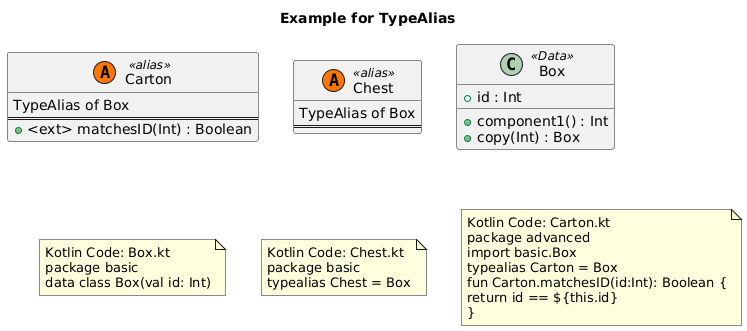 Example for TypeAlias
A «alias» Carton
TypeAlias of Box
<ext> matchesID(Int) : Boolean
A «alias» Chest
TypeAlias of Box
C «Data» Box
id : Int
component1() : Int
copy(Int) : Box
Kotlin Code: Box.kt
package basic
data class Box(val id: Int)
Kotlin Code: Chest.kt
package basic
typealias Chest = Box
Kotlin Code: Carton.kt
package advanced
import basic.Box
typealias Carton = Box
fun Carton.matchesID(id:Int): Boolean {
return id == ${this.id}
}